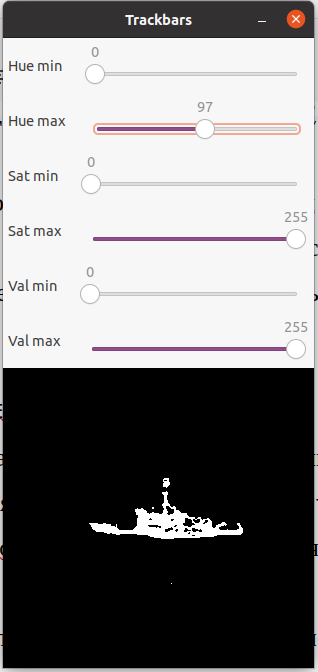 Trackbars
0
Hue min
97
Hue max
0
Sat min
255
Sat max
0
Val min
255
Val max